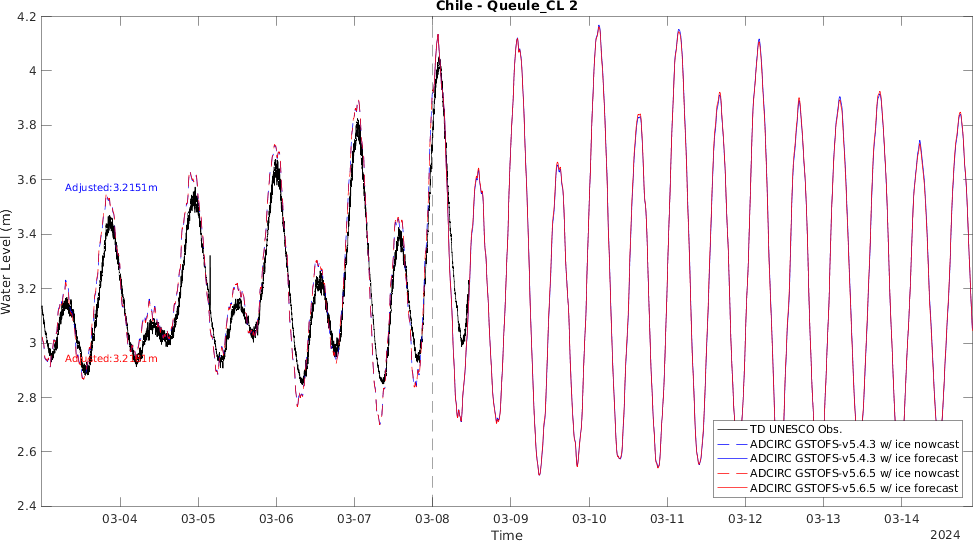 Chile - Queule_CL 2
Water Level (m)
4.2
4
3.8
3.6
3.4
3.2
3
2.8
2.6
2.4
Adjusted:3.2151m
Adjusted:3.2151m
03-04
03-05
03-06
03-07
03-08
03-09
03-10
03-11
03-12
03-13
03-14
Time
2024
TD UNESCO Obs.
ADCIRC GSTOFS-v5.4.3 w/ ice nowcast
ADCIRC GSTOFS-v5.4.3 w/ ice forecast
ADCIRC GSTOFS-v5.6.5 w/ ice nowcast
ADCIRC GSTOFS-v5.6.5 w/ ice forecast